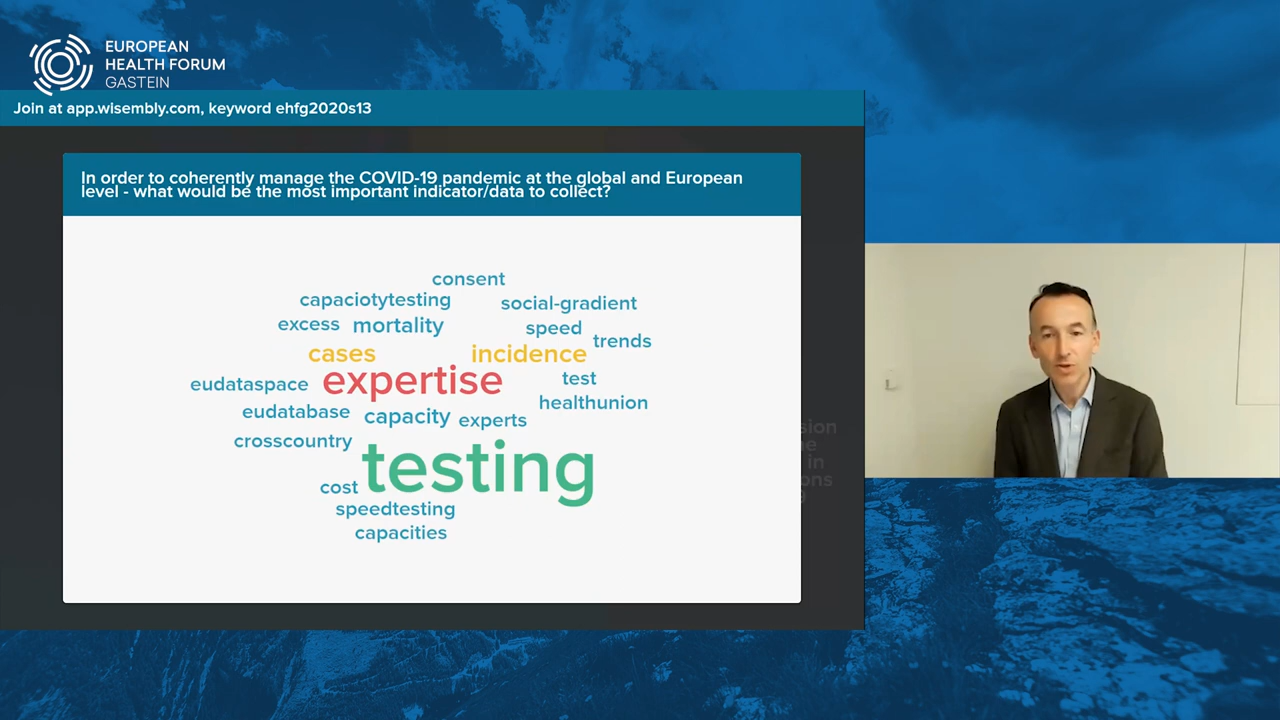 EUROPEAN
HEALTH FORUM
GASTEIN
Join at app.wisembly.com, keyword ehfg2020s13
In order to coherently manage the COVID-19 pandemic at the global and European
level - what would be the most important indicator/data to collect?
consent
capaciotytesting
social-gradient
excess
mortality
speed
trends
cases
incidence
eudataspace
expertise
test
healthunion
eudatabase
capacity
experts
crosscountry
testing
cost
speedtesting
capacities
sion
in
ons